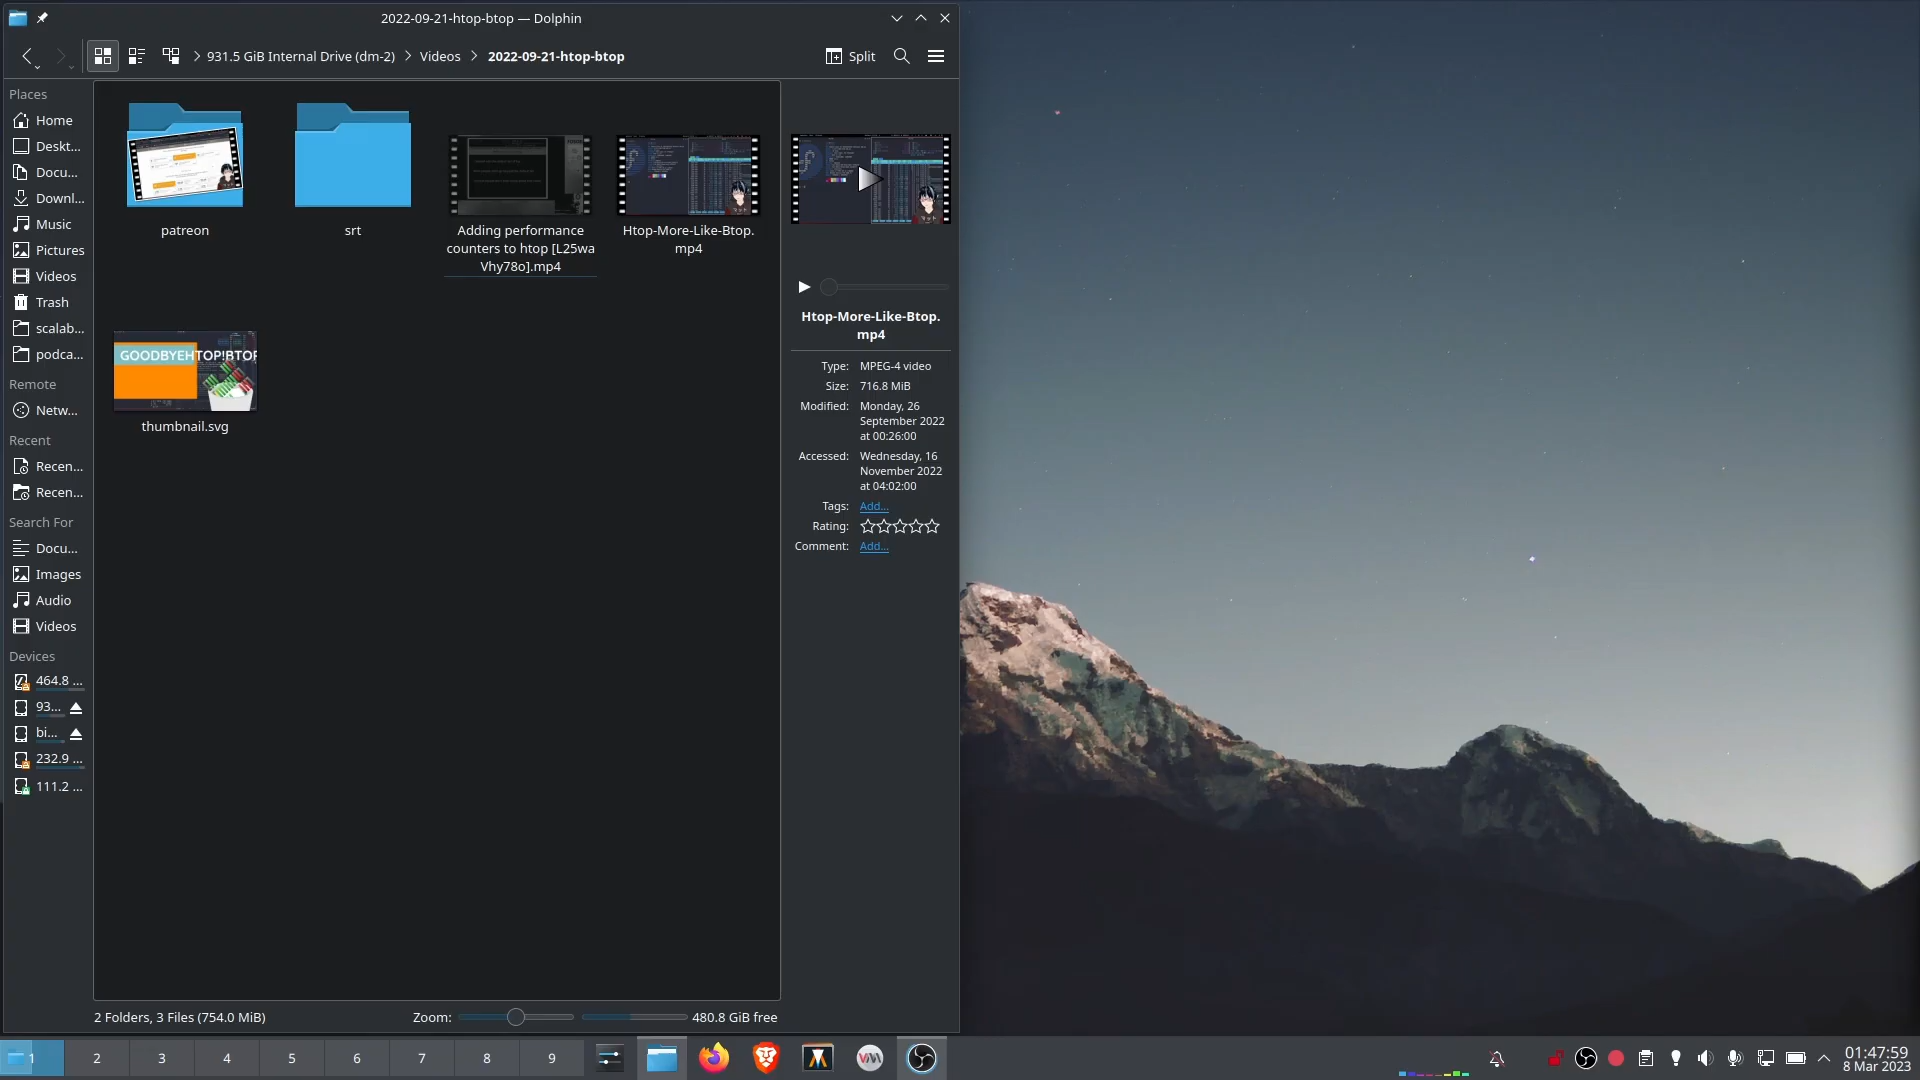 2022-09-21-htop-btop — Dolphin
931.5 GiB Internal Drive (dm-2)
Videos
2022-09-21-htop-btop
Split
Places
Home
Deskt...
Docu...
Downl...
Music
Pictures
Videos
Trash
scalab...
podca...
Remote
Netw...
Recent
Recen...
Recen...
Search For
Docu...
Images
Audio
Videos
Devices
464.8 ...
93...
bi...
232.9 ...
111.2 ...
patreon
srt
Adding performance
counters to htop [L25wa
Vhy78o].mp4
Htop-More-Like-Btop.
mp4
GOODBYEHTOP!BTOP
thumbnail.svg
Htop-More-Like-Btop.
mp4
Type: MPEG-4 video
Size: 716.8 MiB
Modified: Monday, 26
September 2022
at 00:26:00
Accessed: Wednesday, 16
November 2022
at 04:02:00
Tags: Add...
Rating:
Comment: Add...
2 Folders, 3 Files (754.0 MiB)
Zoom:
480.8 GiB free
1 2 3 4 5 6 7 8 9
01:47:59
8 Mar 2023